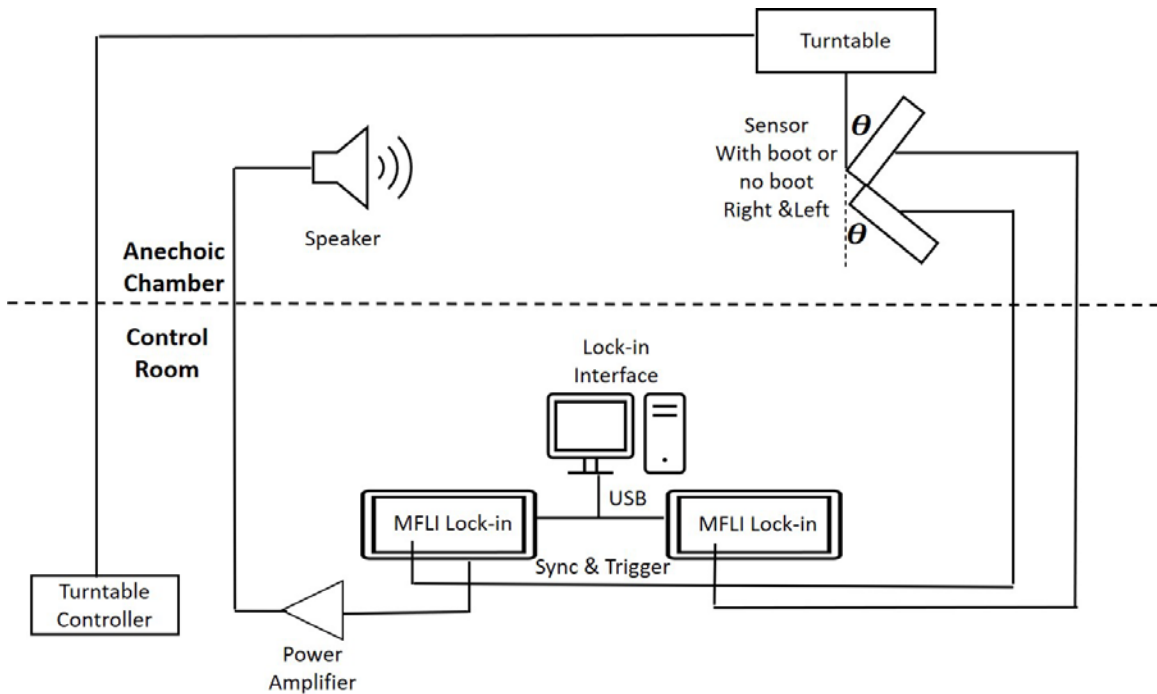 Turntable
θ
Sensor
With boot or
no boot
Right &Left
θ
Speaker
Anechoic
Chamber
Control
Room
Lock-in
Interface
USB
MFLI Lock-in
MFLI Lock-in
Sync & Trigger
Turntable
Controller
Power
Amplifier